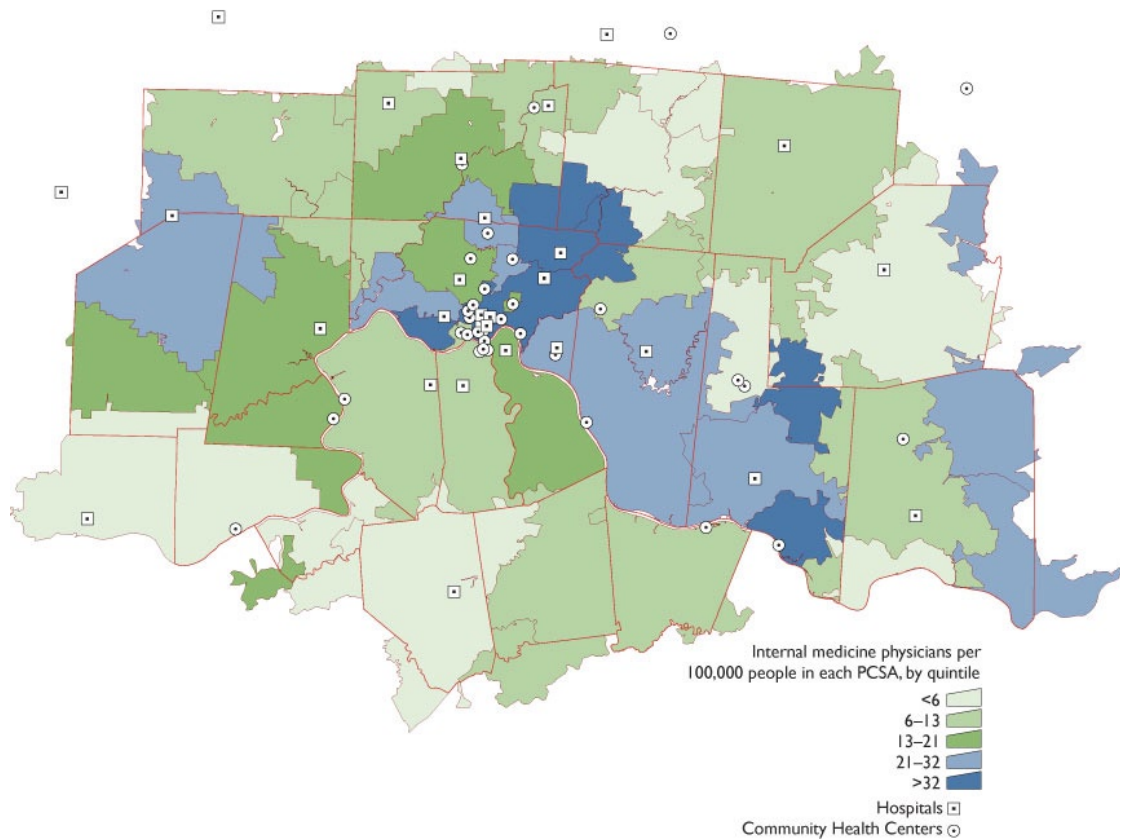 Internal medicine physicians per
100,000 people in each PCSA, by quintile
<6
6–13
13–21
21–32
>32
Hospitals
Community Health Centers